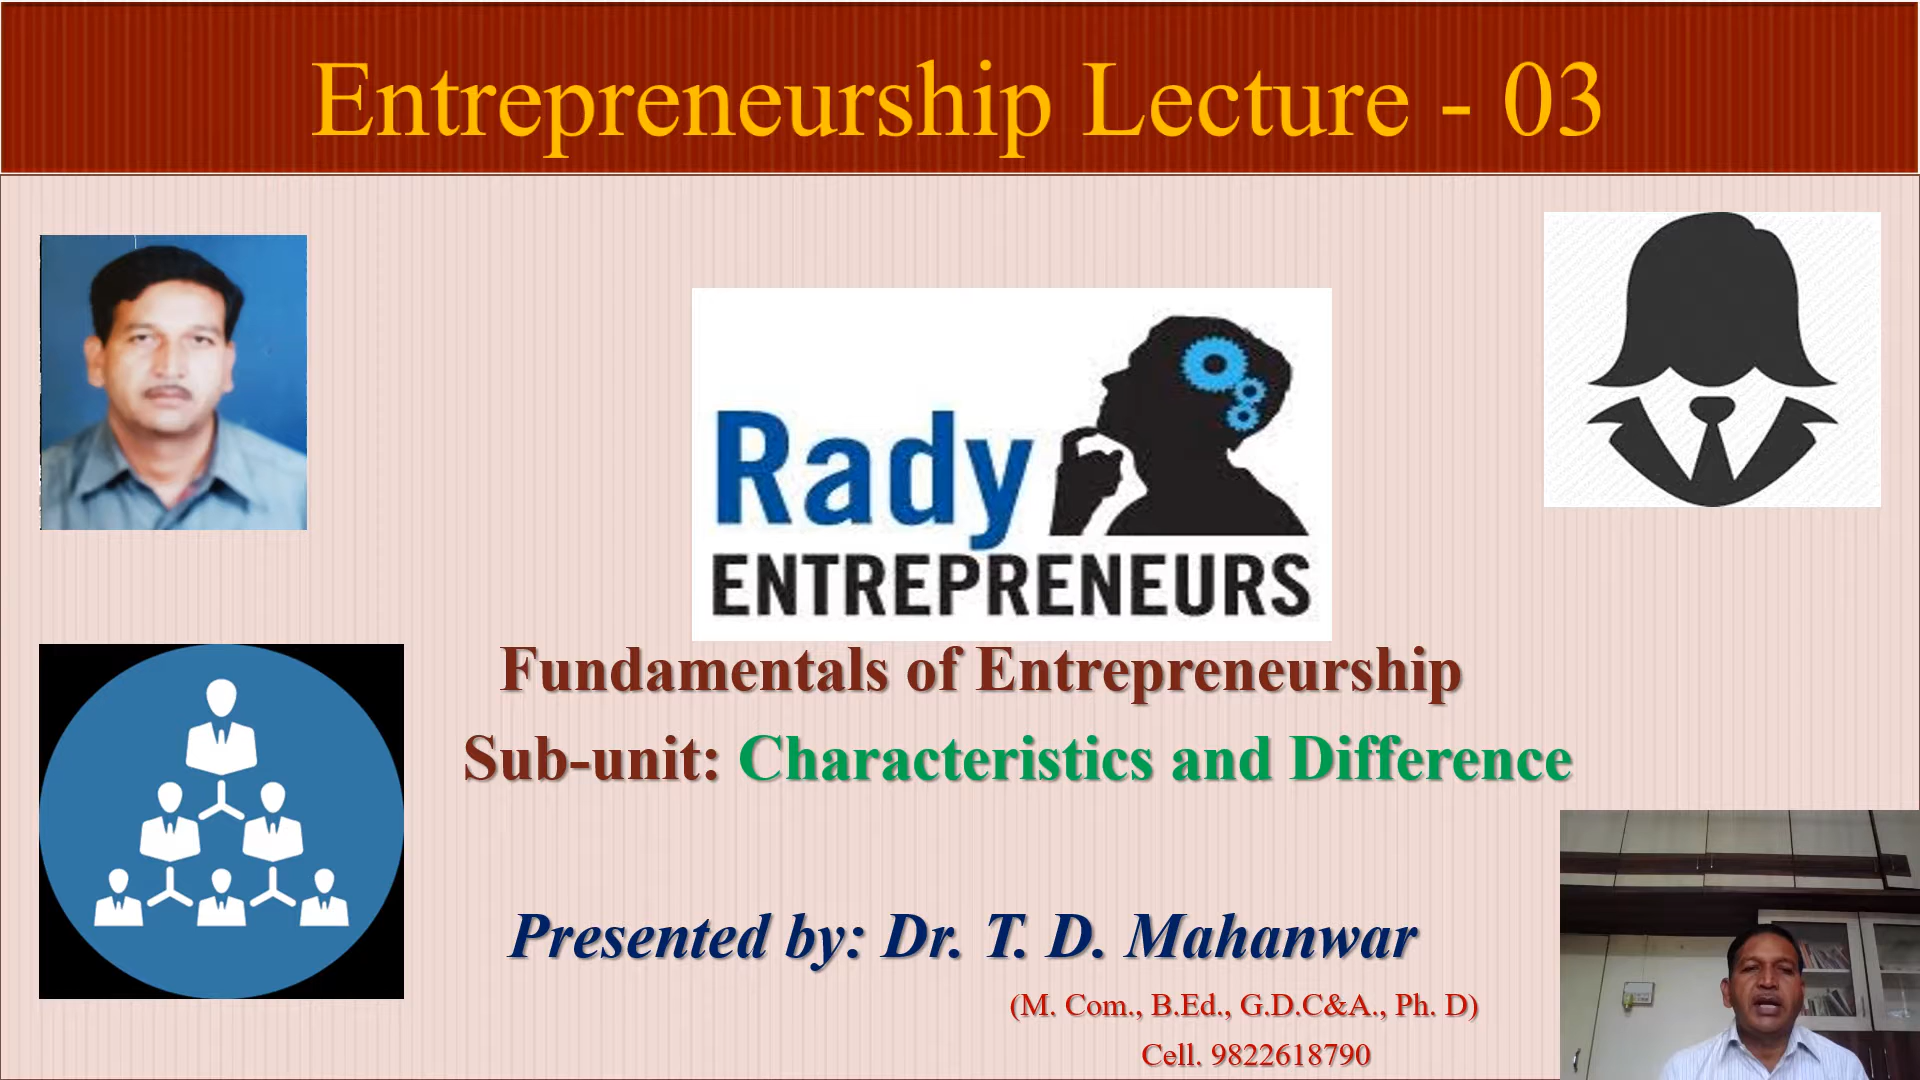 Entrepreneurship Lecture - 03
Rady
ENTREPRENEURS
Fundamentals of Entrepreneurship
Sub-unit: Characteristics and Difference
Presented by: Dr. T. D. Mahanwar
(M. Com., B.Ed., G.D.C&A., Ph. D)
Cell. 9822618790